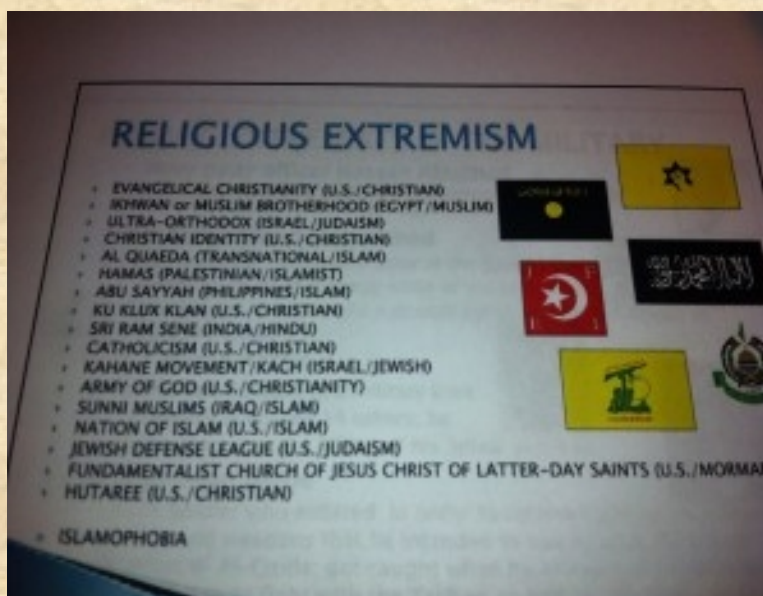 RELIGIOUS EXTREMISM
EVANGELICAL CHRISTIANITY (U.S./CHRISTIAN)
IKHWAN or MUSLIM BROTHERHOOD (EGYPT/MUSLIM)
ULTRA-ORTHODOX (ISRAEL/JUDAISM)
CHRISTIAN IDENTITY (U.S./CHRISTIAN)
AL QUAEDA (TRANSNATIONAL/ISLAM)
HAMAS (PALESTINIAN/ISLAMIST)
ABU SAYYAH (PHILIPPINES/ISLAM)
KU KLUX KLAN (U.S./CHRISTIAN)
SRI RAM SENE (INDIA/HINDU)
CATHOLICISM (U.S./CHRISTIAN)
KAHANE MOVEMENT/KACH (ISRAEL/JEWISH)
ARMY OF GOD (U.S./CHRISTIANITY)
SUNNI MUSLIMS (IRAQ/ISLAM)
NATION OF ISLAM (U.S./ISLAM)
JEWISH DEFENSE LEAGUE (U.S./JUDAISM)
FUNDAMENTALIST CHURCH OF JESUS CHRIST OF LATTER-DAY SAINTS (U.S./MORMA
HUTAREE (U.S./CHRISTIAN)
ISLAMOPHOBIA